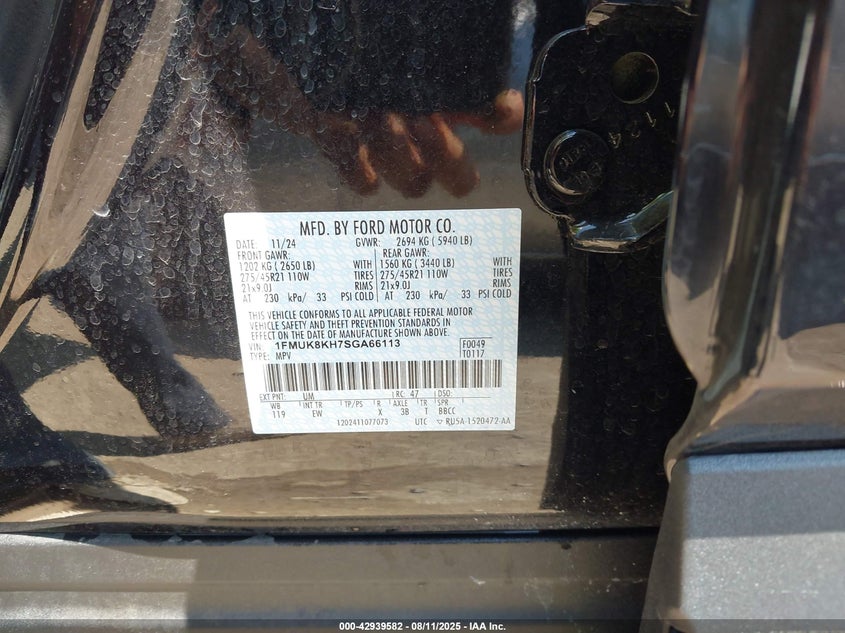 1124
MFD. BY FORD MOTOR CO.
DATE: 11/24 GVWR: 2694 KG ( 5940 LB)
FRONT GAWR: REAR GAWR:
1202 KG ( 2650 LB) WITH 1560 KG ( 3440 LB) WITH
275/45R21 110W TIRES 275/45R21 110W TIRES
21x9.0J RIMS 21x9.0J RIMS
AT 230 kPa/ 33 PSI COLD AT 230 kPa/ 33 PSI COLD
THIS VEHICLE CONFORMS TO ALL APPLICABLE FEDERAL MOTOR
VEHICLE SAFETY AND THEFT PREVENTION STANDARDS IN
EFFECT ON THE DATE OF MANUFACTURE SHOWN ABOVE.
VIN: 1FMUK8KH7SGA66113 F0049
TYPE: MPV T0117
EXT PNT: UM RC: 47 DSO:
WB INT TR TP/PS R AXLE TR SPR
119 EW X 3B T BBCC
1202411077073 UTC ▽ RU5A-1520472-AA
000-42939582 - 08/11/2025 - IAA Inc.